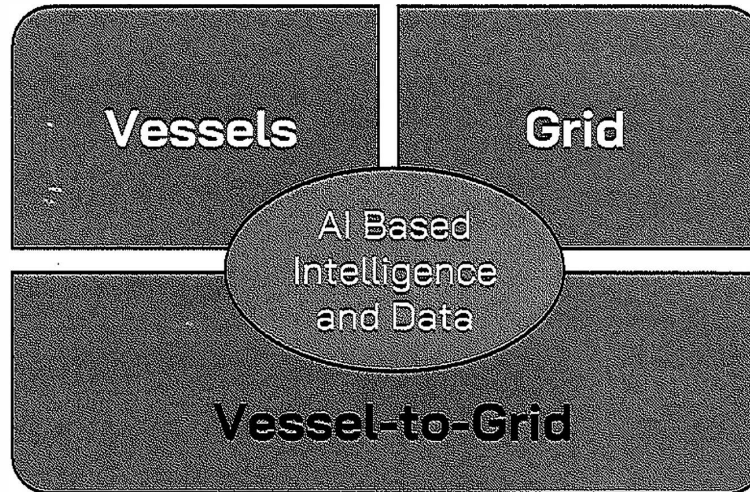 Vessels
Grid
AI Based
Intelligence
and Data
Vessel-to-Grid